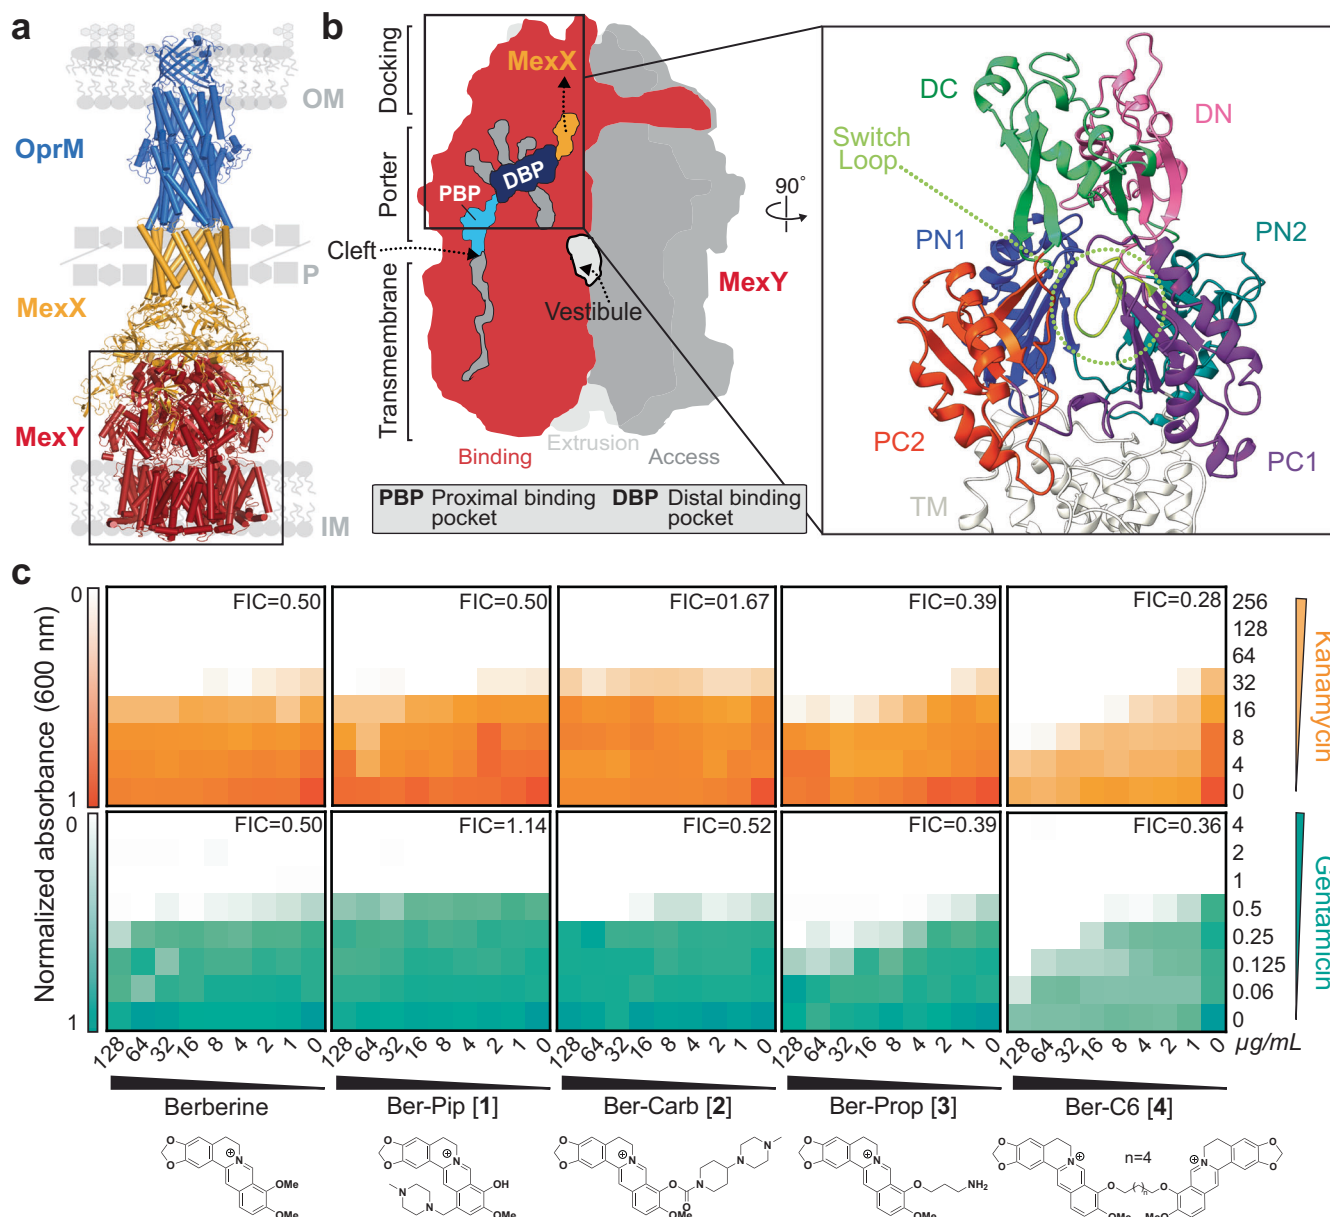 a
OM
OprM
P
MexX
MexY
IM
b
Docking
Porter
Transmembrane
MexX
DBP
PBP
Cleft
Vestibule
MexY
90°
Extrusion
Binding
Access
PBP Proximal binding pocket
DBP Distal binding pocket
DC
DN
Switch
Loop
PN1
PN2
PC2
PC1
TM
c
Normalized absorbance (600 nm)
0
1
0
1
FIC=0.50
FIC=0.50
FIC=01.67
FIC=0.39
FIC=0.28
256
128
64
32
16
8
4
0
Kanamycin
FIC=0.50
FIC=1.14
FIC=0.52
FIC=0.39
FIC=0.36
4
2
1
0.5
0.25
0.125
0.06
0
Gentamicin
128 64 32 16 8 4 2 1 0
128 64 32 16 8 4 2 1 0
128 64 32 16 8 4 2 1 0
128 64 32 16 8 4 2 1 0
128 64 32 16 8 4 2 1 0
µg/mL
Berberine
Ber-Pip [1]
Ber-Carb [2]
Ber-Prop [3]
Ber-C6 [4]
O
O
N
+
OMe
OMe
O
O
N
+
OH
OMe
N
N
O
O
N
+
O
O
OMe
N
N
N
O
O
N
+
O
NH2
OMe
O
O
N
+
O
OMe
n=4
n
O
MeO
N
+
O
O